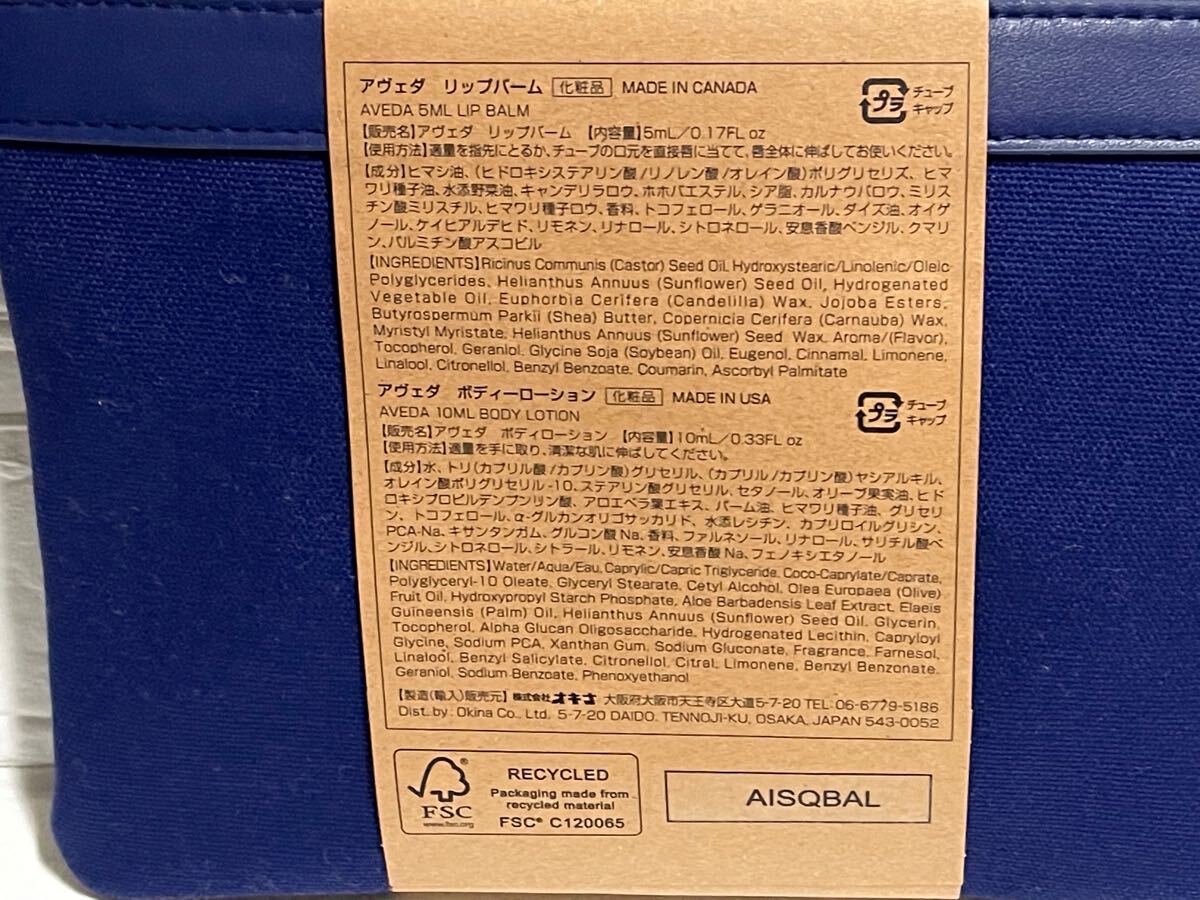 アヴェダ リップバーム 化粧品 MADE IN CANADA
プラ チューブ
キャップ
AVEDA 5ML LIP BALM
【販売名】アヴェダ リップバーム 【内容量】5mL/0.17FL oz
【使用方法】適量を指先にとるか、チューブの口元を直接唇に当てて、唇全体に伸ばしてお使いください。
【成分】ヒマシ油、(ヒドロキシステアリン酸/リノレン酸/オレイン酸)ポリグリセリズ、ヒマ
ワリ種子油、水添野菜油、キャンデリラロウ、ホホバエステル、シア脂、カルナウバロウ、ミリス
チン酸ミリスチル、ヒマワリ種子ロウ、香料、トコフェロール、ゲラニオール、ダイズ油、オイゲ
ノール、ケイヒアルデヒド、リモネン、リナロール、シトロネロール、安息香酸ベンジル、クマリ
ン、パルミチン酸アスコビル
【INGREDIENTS】Ricinus Communis (Castor) Seed Oil, Hydroxystearic/Linolenic/Oleic
Polyglycerides, Helianthus Annuus (Sunflower) Seed Oil, Hydrogenated
Vegetable Oil, Euphorbia Cerifera (Candelilla) Wax, Jojoba Esters,
Butyrospermum Parkii (Shea) Butter, Copernicia Cerifera (Carnauba) Wax,
Myristyl Myristate, Helianthus Annuus (Sunflower) Seed Wax, Aroma/(Flavor),
Tocopherol, Geraniol, Glycine Soja (Soybean) Oil, Eugenol, Cinnamal, Limonene,
Linalool, Citronellol, Benzyl Benzoate, Coumarin, Ascorbyl Palmitate
アヴェダ ボディーローション 化粧品 MADE IN USA
プラ チューブ
キャップ
AVEDA 10ML BODY LOTION
【販売名】アヴェダ ボディローション 【内容量】10mL/0.33FL oz
【使用方法】適量を手に取り、清潔な肌に伸ばしてください。
【成分】水、トリ(カプリル酸/カプリン酸)グリセリル、(カプリル/カプリン酸)ヤシアルキル、
オレイン酸ポリグリセリル-10、ステアリン酸グリセリル、セタノール、オリーブ果実油、ヒド
ロキシプロピルデンプンリン酸、アロエベラ葉エキス、パーム油、ヒマワリ種子油、グリセリ
ン、トコフェロール、α-グルカンオリゴサッカリド、水添レシチン、カプリロイルグリシン、
PCA-Na、キサンタンガム、グルコン酸Na、香料、ファルネソール、リナロール、サリチル酸ベ
ンジル、シトロネロール、シトラール、リモネン、安息香酸Na、フェノキシエタノール
【INGREDIENTS】Water/Aqua/Eau, Caprylic/Capric Triglyceride, Coco-Caprylate/Caprate,
Polyglyceryl-10 Oleate, Glyceryl Stearate, Cetyl Alcohol, Olea Europaea (Olive)
Fruit Oil, Hydroxypropyl Starch Phosphate, Aloe Barbadensis Leaf Extract, Elaeis
Guineensis (Palm) Oil, Helianthus Annuus (Sunflower) Seed Oil, Glycerin,
Tocopherol, Alpha Glucan Oligosaccharide, Hydrogenated Lecithin, Capryloyl
Glycine, Sodium PCA, Xanthan Gum, Sodium Gluconate, Fragrance, Farnesol,
Linalool, Benzyl Salicylate, Citronellol, Citral, Limonene, Benzyl Benzonate,
Geraniol, Sodium Benzoate, Phenoxyethanol
【製造(輸入)販売元】株式会社オキナ 大阪府大阪市天王寺区大道5-7-20 TEL:06-6779-5186
Dist. by: Okina Co., Ltd. 5-7-20 DAIDO, TENNOJI-KU, OSAKA, JAPAN 543-0052
FSC®
www.fsc.org
RECYCLED
Packaging made from
recycled material
FSC® C120065
AISQBAL